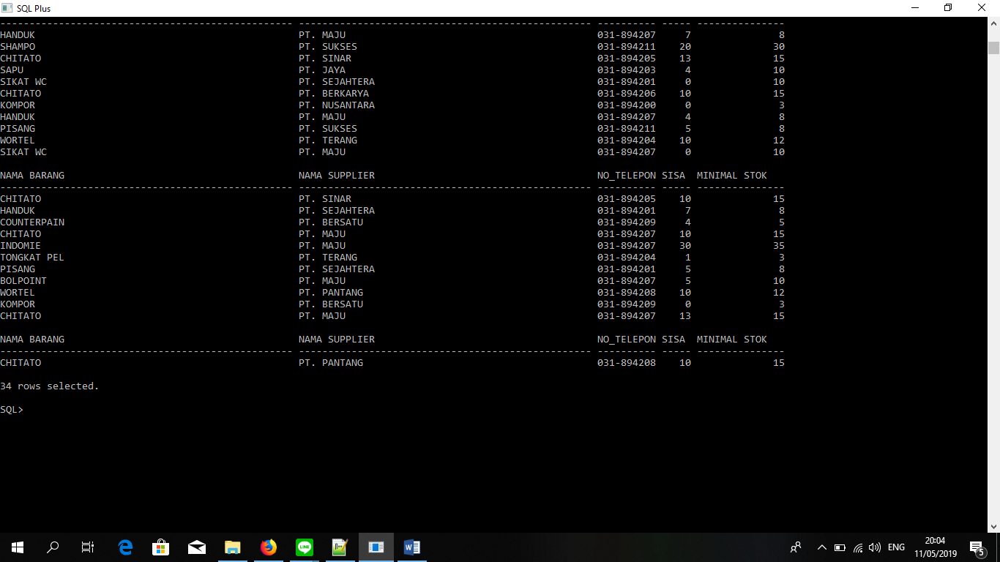 SQL Plus
-------------------------------------------------- -------------------------------------------------- ---------- ----- ---------------
HANDUK PT. MAJU 031-894207 7 8
SHAMPO PT. SUKSES 031-894211 20 30
CHITATO PT. SINAR 031-894205 13 15
SAPU PT. JAYA 031-894203 4 10
SIKAT WC PT. SEJAHTERA 031-894201 0 10
CHITATO PT. BERKARYA 031-894206 10 15
KOMPOR PT. NUSANTARA 031-894200 0 3
HANDUK PT. MAJU 031-894207 4 8
PISANG PT. SUKSES 031-894211 5 8
WORTEL PT. TERANG 031-894204 10 12
SIKAT WC PT. MAJU 031-894207 0 10
NAMA BARANG NAMA SUPPLIER NO_TELEPON SISA MINIMAL STOK
-------------------------------------------------- -------------------------------------------------- ---------- ----- ---------------
CHITATO PT. SINAR 031-894205 10 15
HANDUK PT. SEJAHTERA 031-894201 7 8
COUNTERPAIN PT. BERSATU 031-894209 4 5
CHITATO PT. MAJU 031-894207 10 15
INDOMIE PT. MAJU 031-894207 30 35
TONGKAT PEL PT. TERANG 031-894204 1 3
PISANG PT. SEJAHTERA 031-894201 5 8
BOLPOINT PT. MAJU 031-894207 5 10
WORTEL PT. PANTANG 031-894208 10 12
KOMPOR PT. BERSATU 031-894209 0 3
CHITATO PT. MAJU 031-894207 13 15
NAMA BARANG NAMA SUPPLIER NO_TELEPON SISA MINIMAL STOK
-------------------------------------------------- -------------------------------------------------- ---------- ----- ---------------
CHITATO PT. PANTANG 031-894208 10 15
34 rows selected.
SQL>
LINE
ENG
20:04
11/05/2019
5